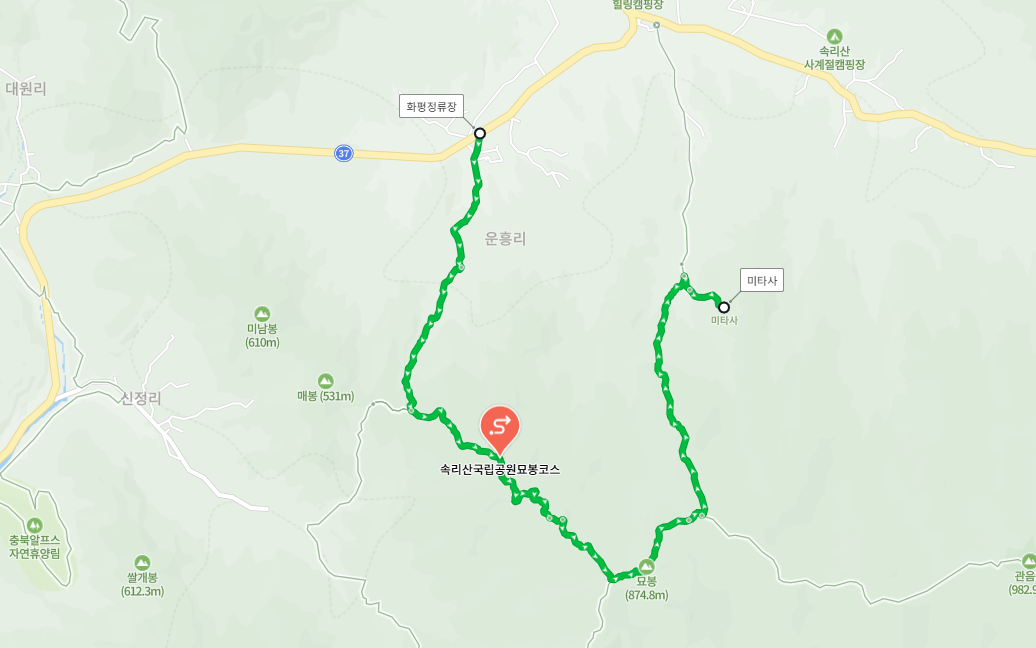 힐링캠핑장
속리산
사계절캠핑장
대원리
화평정류장
37
운흥리
미타사
미타사
미남봉
(610m)
매봉 (531m)
신정리
속리산국립공원묘봉코스
충북알프스
자연휴양림
쌀개봉
(612.3m)
묘봉
(874.8m)
관음
(982.9